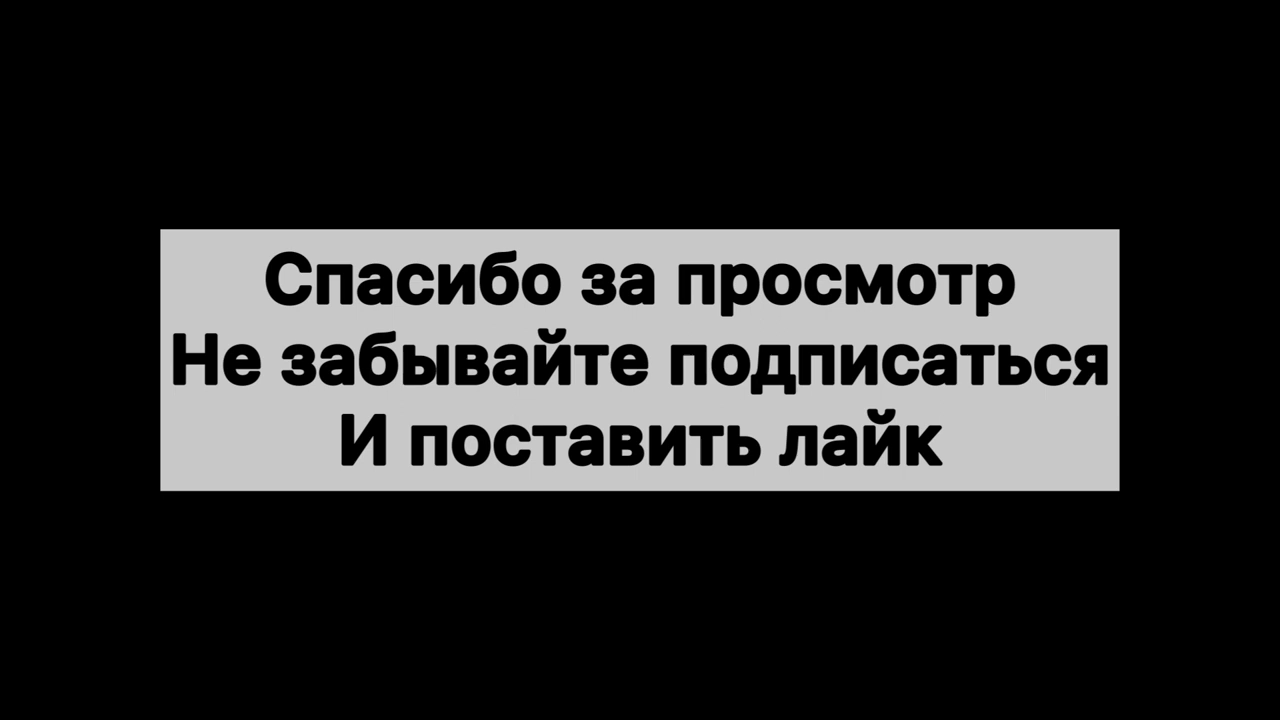 Спасибо за просмотр
Не забывайте подписаться
И поставить лайк